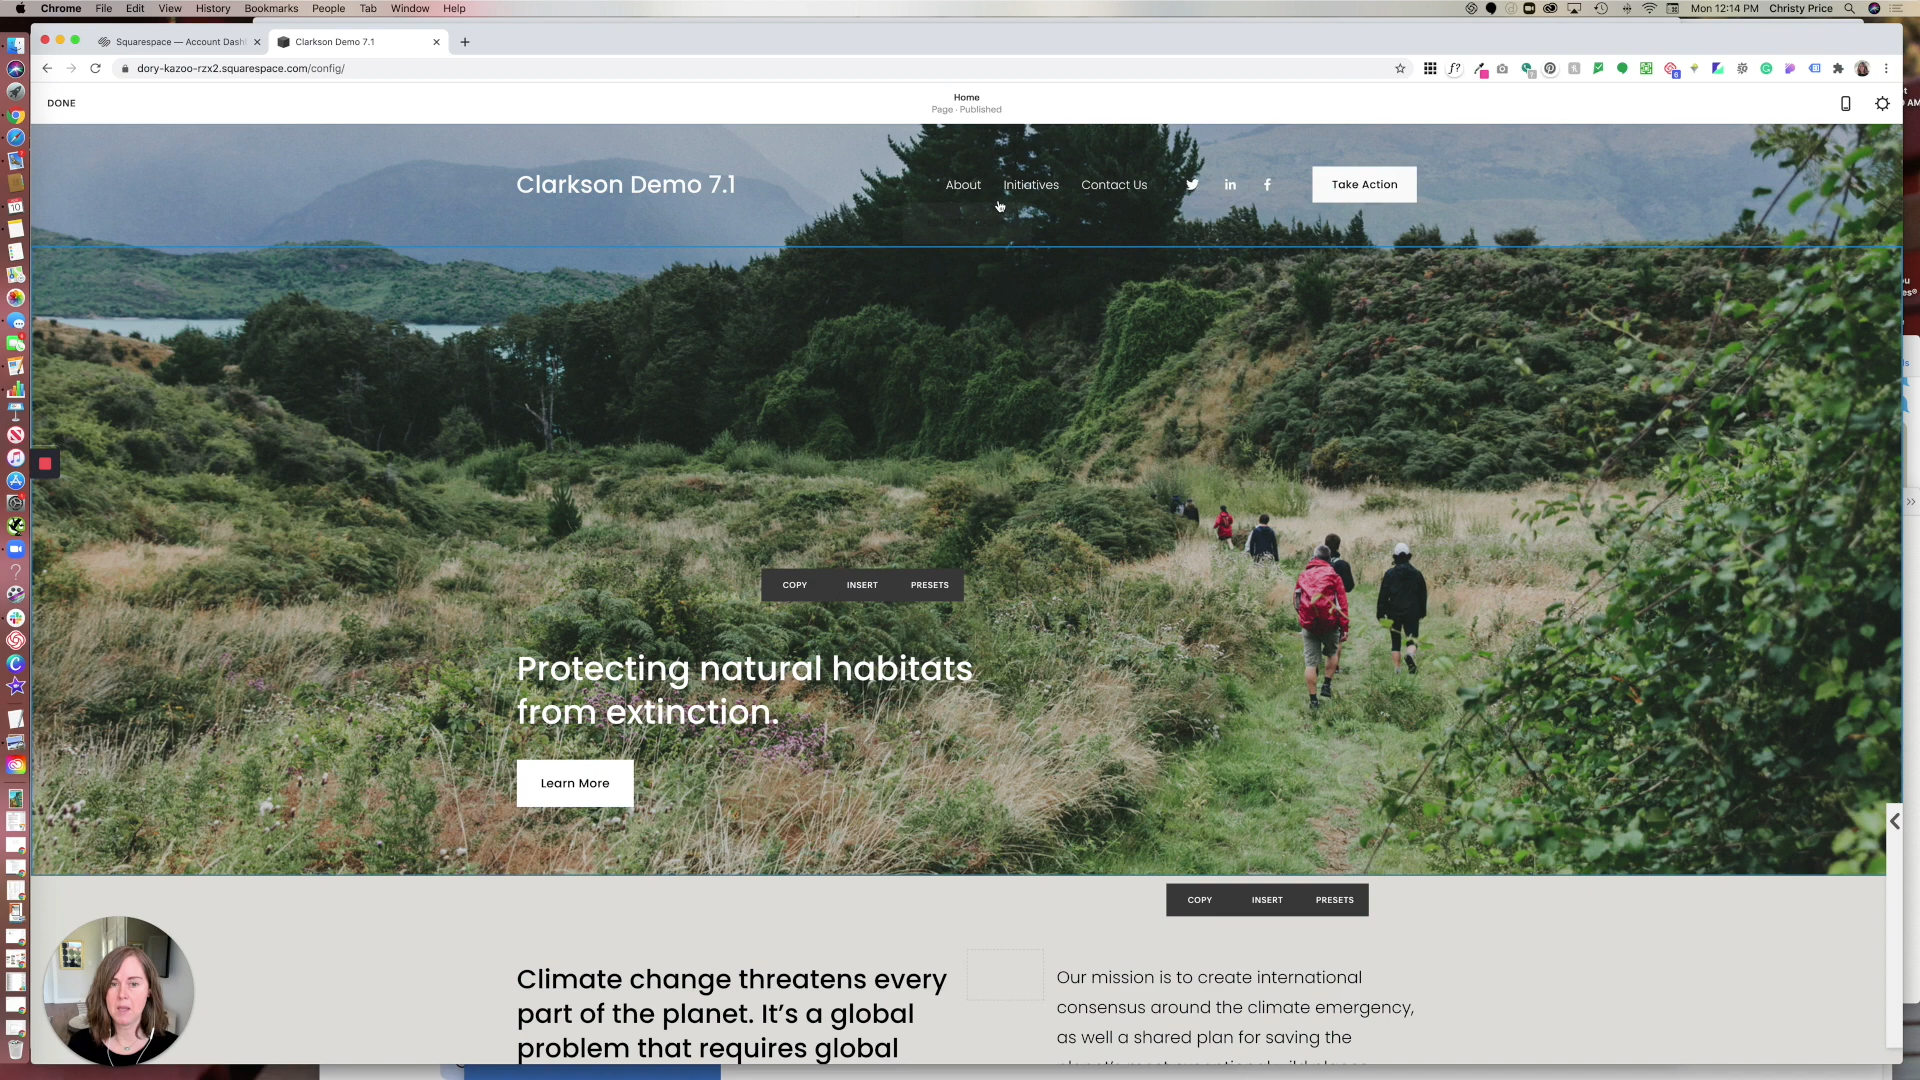 Chrome File Edit View History Bookmarks People Tab Window Help
Mon 12:14 PM Christy Price
Squarespace — Account Dash
Clarkson Demo 7.1
dory-kazoo-rzx2.squarespace.com/config/
DONE
Home
Page · Published
Clarkson Demo 7.1
About Initiatives Contact Us
Take Action
COPY INSERT PRESETS
Protecting natural habitats
from extinction.
Learn More
COPY INSERT PRESETS
Climate change threatens every
part of the planet. It’s a global
problem that requires global
Our mission is to create international
consensus around the climate emergency,
as well a shared plan for saving the